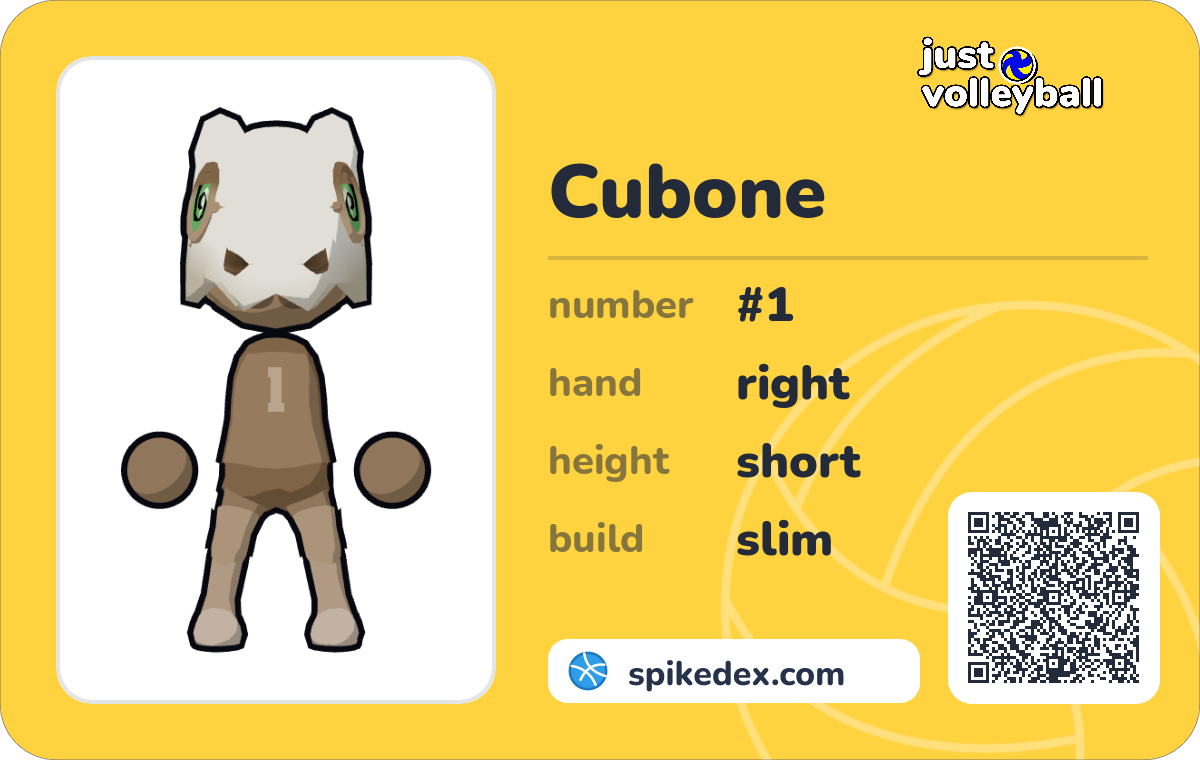 just
volleyball
Cubone
number #1
hand right
height short
build slim
1
spikedex.com